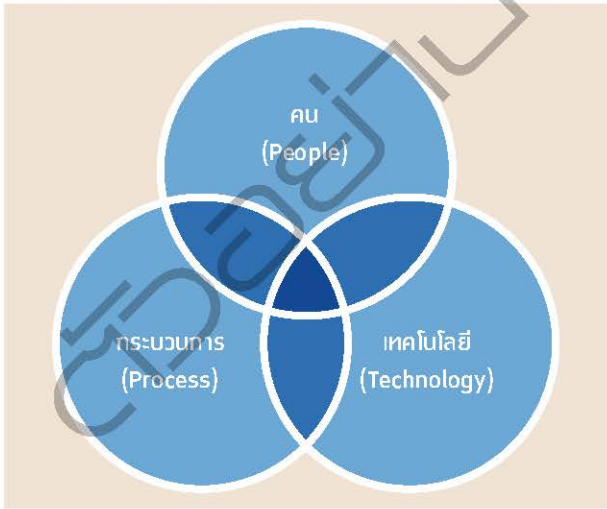 คน
(People)
กระบวนการ
(Process)
เทคโนโลยี
(Technology)
ตัวอย่าง